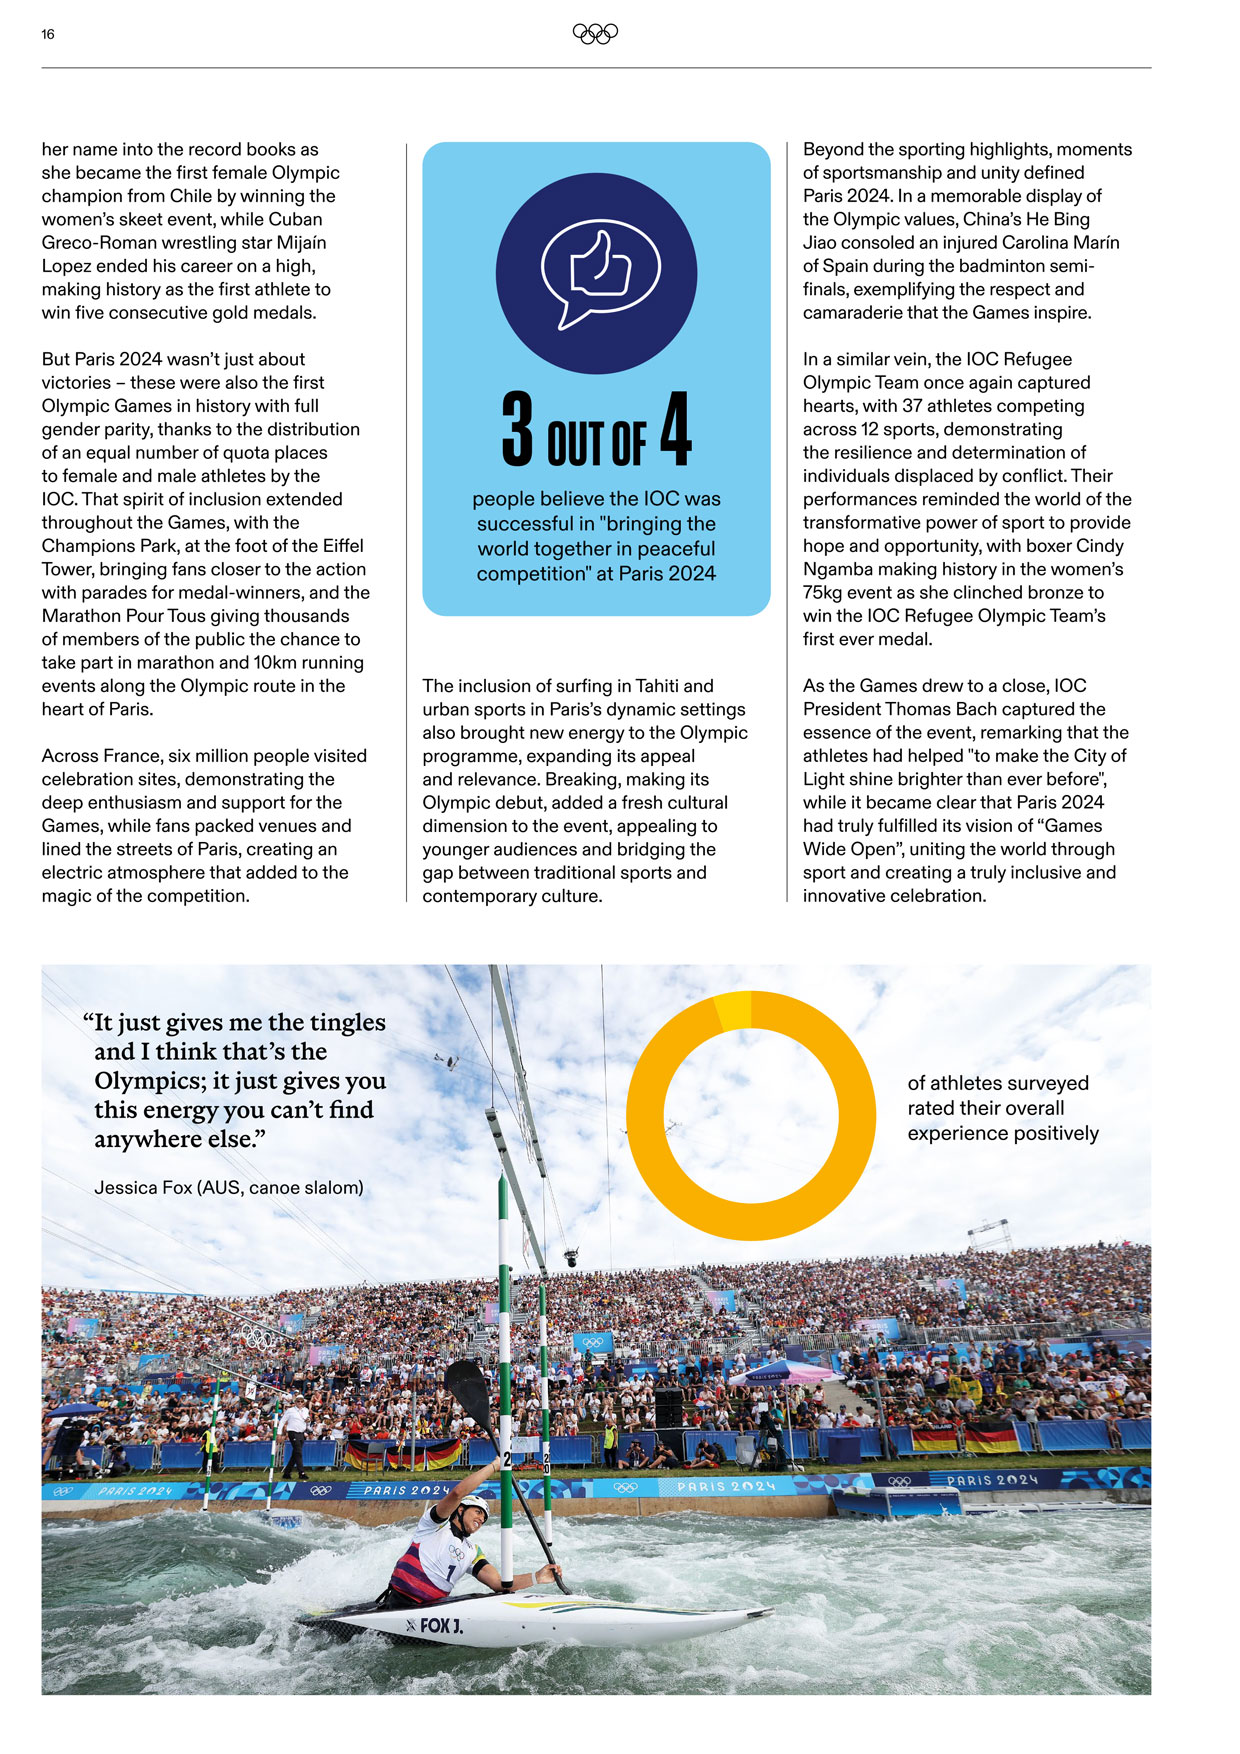 16
her name into the record books as
she became the first female Olympic
champion from Chile by winning the
women’s skeet event, while Cuban
Greco-Roman wrestling star Mijaín
Lopez ended his career on a high,
making history as the first athlete to
win five consecutive gold medals.
But Paris 2024 wasn’t just about
victories – these were also the first
Olympic Games in history with full
gender parity, thanks to the distribution
of an equal number of quota places
to female and male athletes by the
IOC. That spirit of inclusion extended
throughout the Games, with the
Champions Park, at the foot of the Eiffel
Tower, bringing fans closer to the action
with parades for medal-winners, and the
Marathon Pour Tous giving thousands
of members of the public the chance to
take part in marathon and 10km running
events along the Olympic route in the
heart of Paris.
Across France, six million people visited
celebration sites, demonstrating the
deep enthusiasm and support for the
Games, while fans packed venues and
lined the streets of Paris, creating an
electric atmosphere that added to the
magic of the competition.
3 OUT OF 4
people believe the IOC was
successful in "bringing the
world together in peaceful
competition" at Paris 2024
The inclusion of surfing in Tahiti and
urban sports in Paris’s dynamic settings
also brought new energy to the Olympic
programme, expanding its appeal
and relevance. Breaking, making its
Olympic debut, added a fresh cultural
dimension to the event, appealing to
younger audiences and bridging the
gap between traditional sports and
contemporary culture.
Beyond the sporting highlights, moments
of sportsmanship and unity defined
Paris 2024. In a memorable display of
the Olympic values, China’s He Bing
Jiao consoled an injured Carolina Marín
of Spain during the badminton semi-
finals, exemplifying the respect and
camaraderie that the Games inspire.
In a similar vein, the IOC Refugee
Olympic Team once again captured
hearts, with 37 athletes competing
across 12 sports, demonstrating
the resilience and determination of
individuals displaced by conflict. Their
performances reminded the world of the
transformative power of sport to provide
hope and opportunity, with boxer Cindy
Ngamba making history in the women’s
75kg event as she clinched bronze to
win the IOC Refugee Olympic Team’s
first ever medal.
As the Games drew to a close, IOC
President Thomas Bach captured the
essence of the event, remarking that the
athletes had helped "to make the City of
Light shine brighter than ever before",
while it became clear that Paris 2024
had truly fulfilled its vision of “Games
Wide Open”, uniting the world through
sport and creating a truly inclusive and
innovative celebration.
“It just gives me the tingles
and I think that’s the
Olympics; it just gives you
this energy you can’t find
anywhere else.”
Jessica Fox (AUS, canoe slalom)
of athletes surveyed
rated their overall
experience positively
2
20
PARIS 2024
PARIS 2024
PARIS 2024
PARIS 2024
1
FOX J.